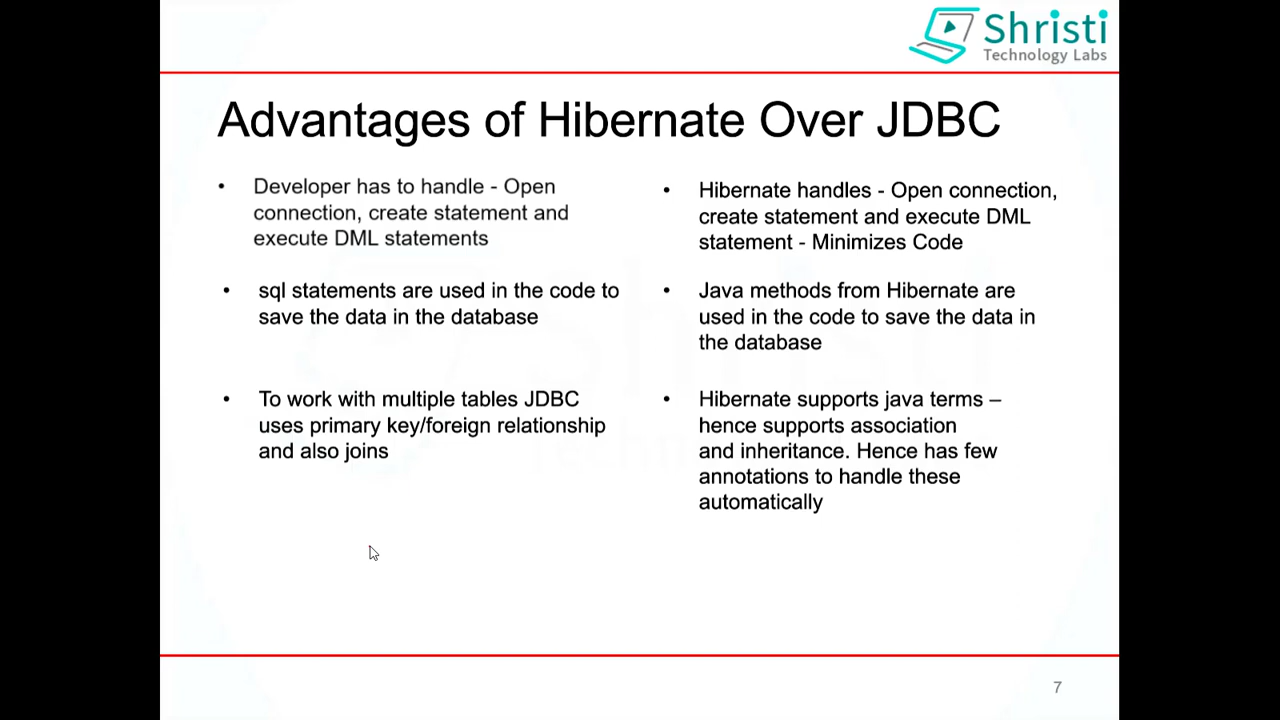 Shristi
Technology Labs
Advantages of Hibernate Over JDBC
• Developer has to handle - Open
connection, create statement and
execute DML statements
• sql statements are used in the code to
save the data in the database
• To work with multiple tables JDBC
uses primary key/foreign relationship
and also joins
• Hibernate handles - Open connection,
create statement and execute DML
statement - Minimizes Code
• Java methods from Hibernate are
used in the code to save the data in
the database
• Hibernate supports java terms –
hence supports association
and inheritance. Hence has few
annotations to handle these
automatically
7